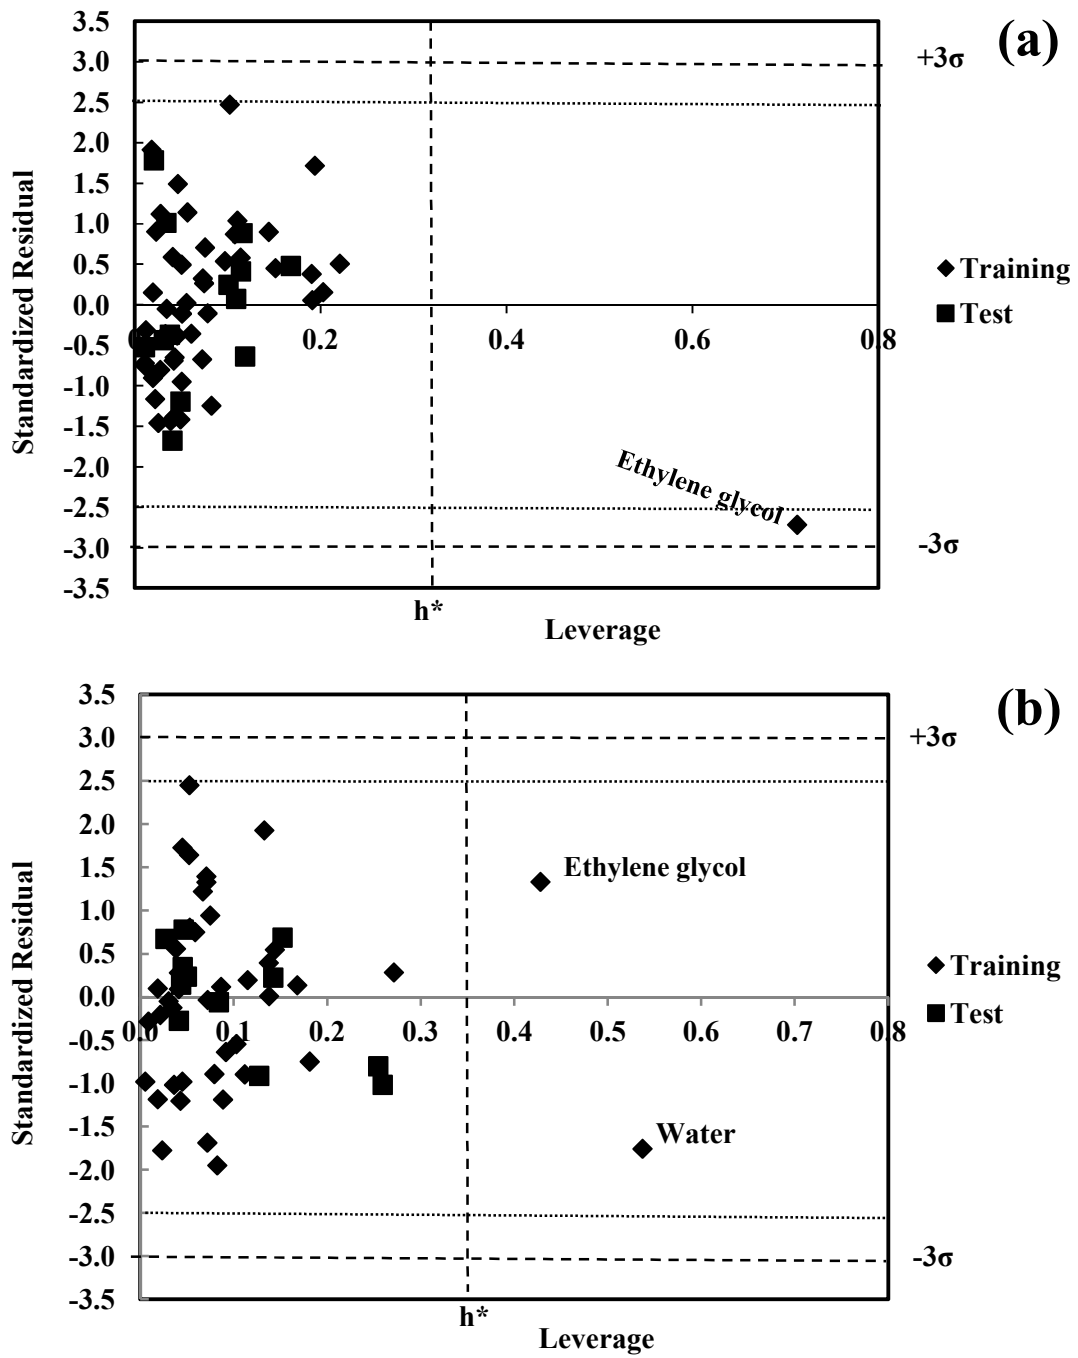 (a)
3.5
3.0
2.5
2.0
1.5
1.0
0.5
0.0
-0.5
-1.0
-1.5
-2.0
-2.5
-3.0
-3.5
Standardized Residual
0.2
0.4
0.6
0.8
+3σ
-3σ
Training
Test
Ethylene glycol
h*
Leverage
(b)
3.5
3.0
2.5
2.0
1.5
1.0
0.5
0.0
-0.5
-1.0
-1.5
-2.0
-2.5
-3.0
-3.5
Standardized Residual
0.0
0.1
0.2
0.3
0.4
0.5
0.6
0.7
0.8
+3σ
-3σ
Ethylene glycol
Water
Training
Test
h*
Leverage